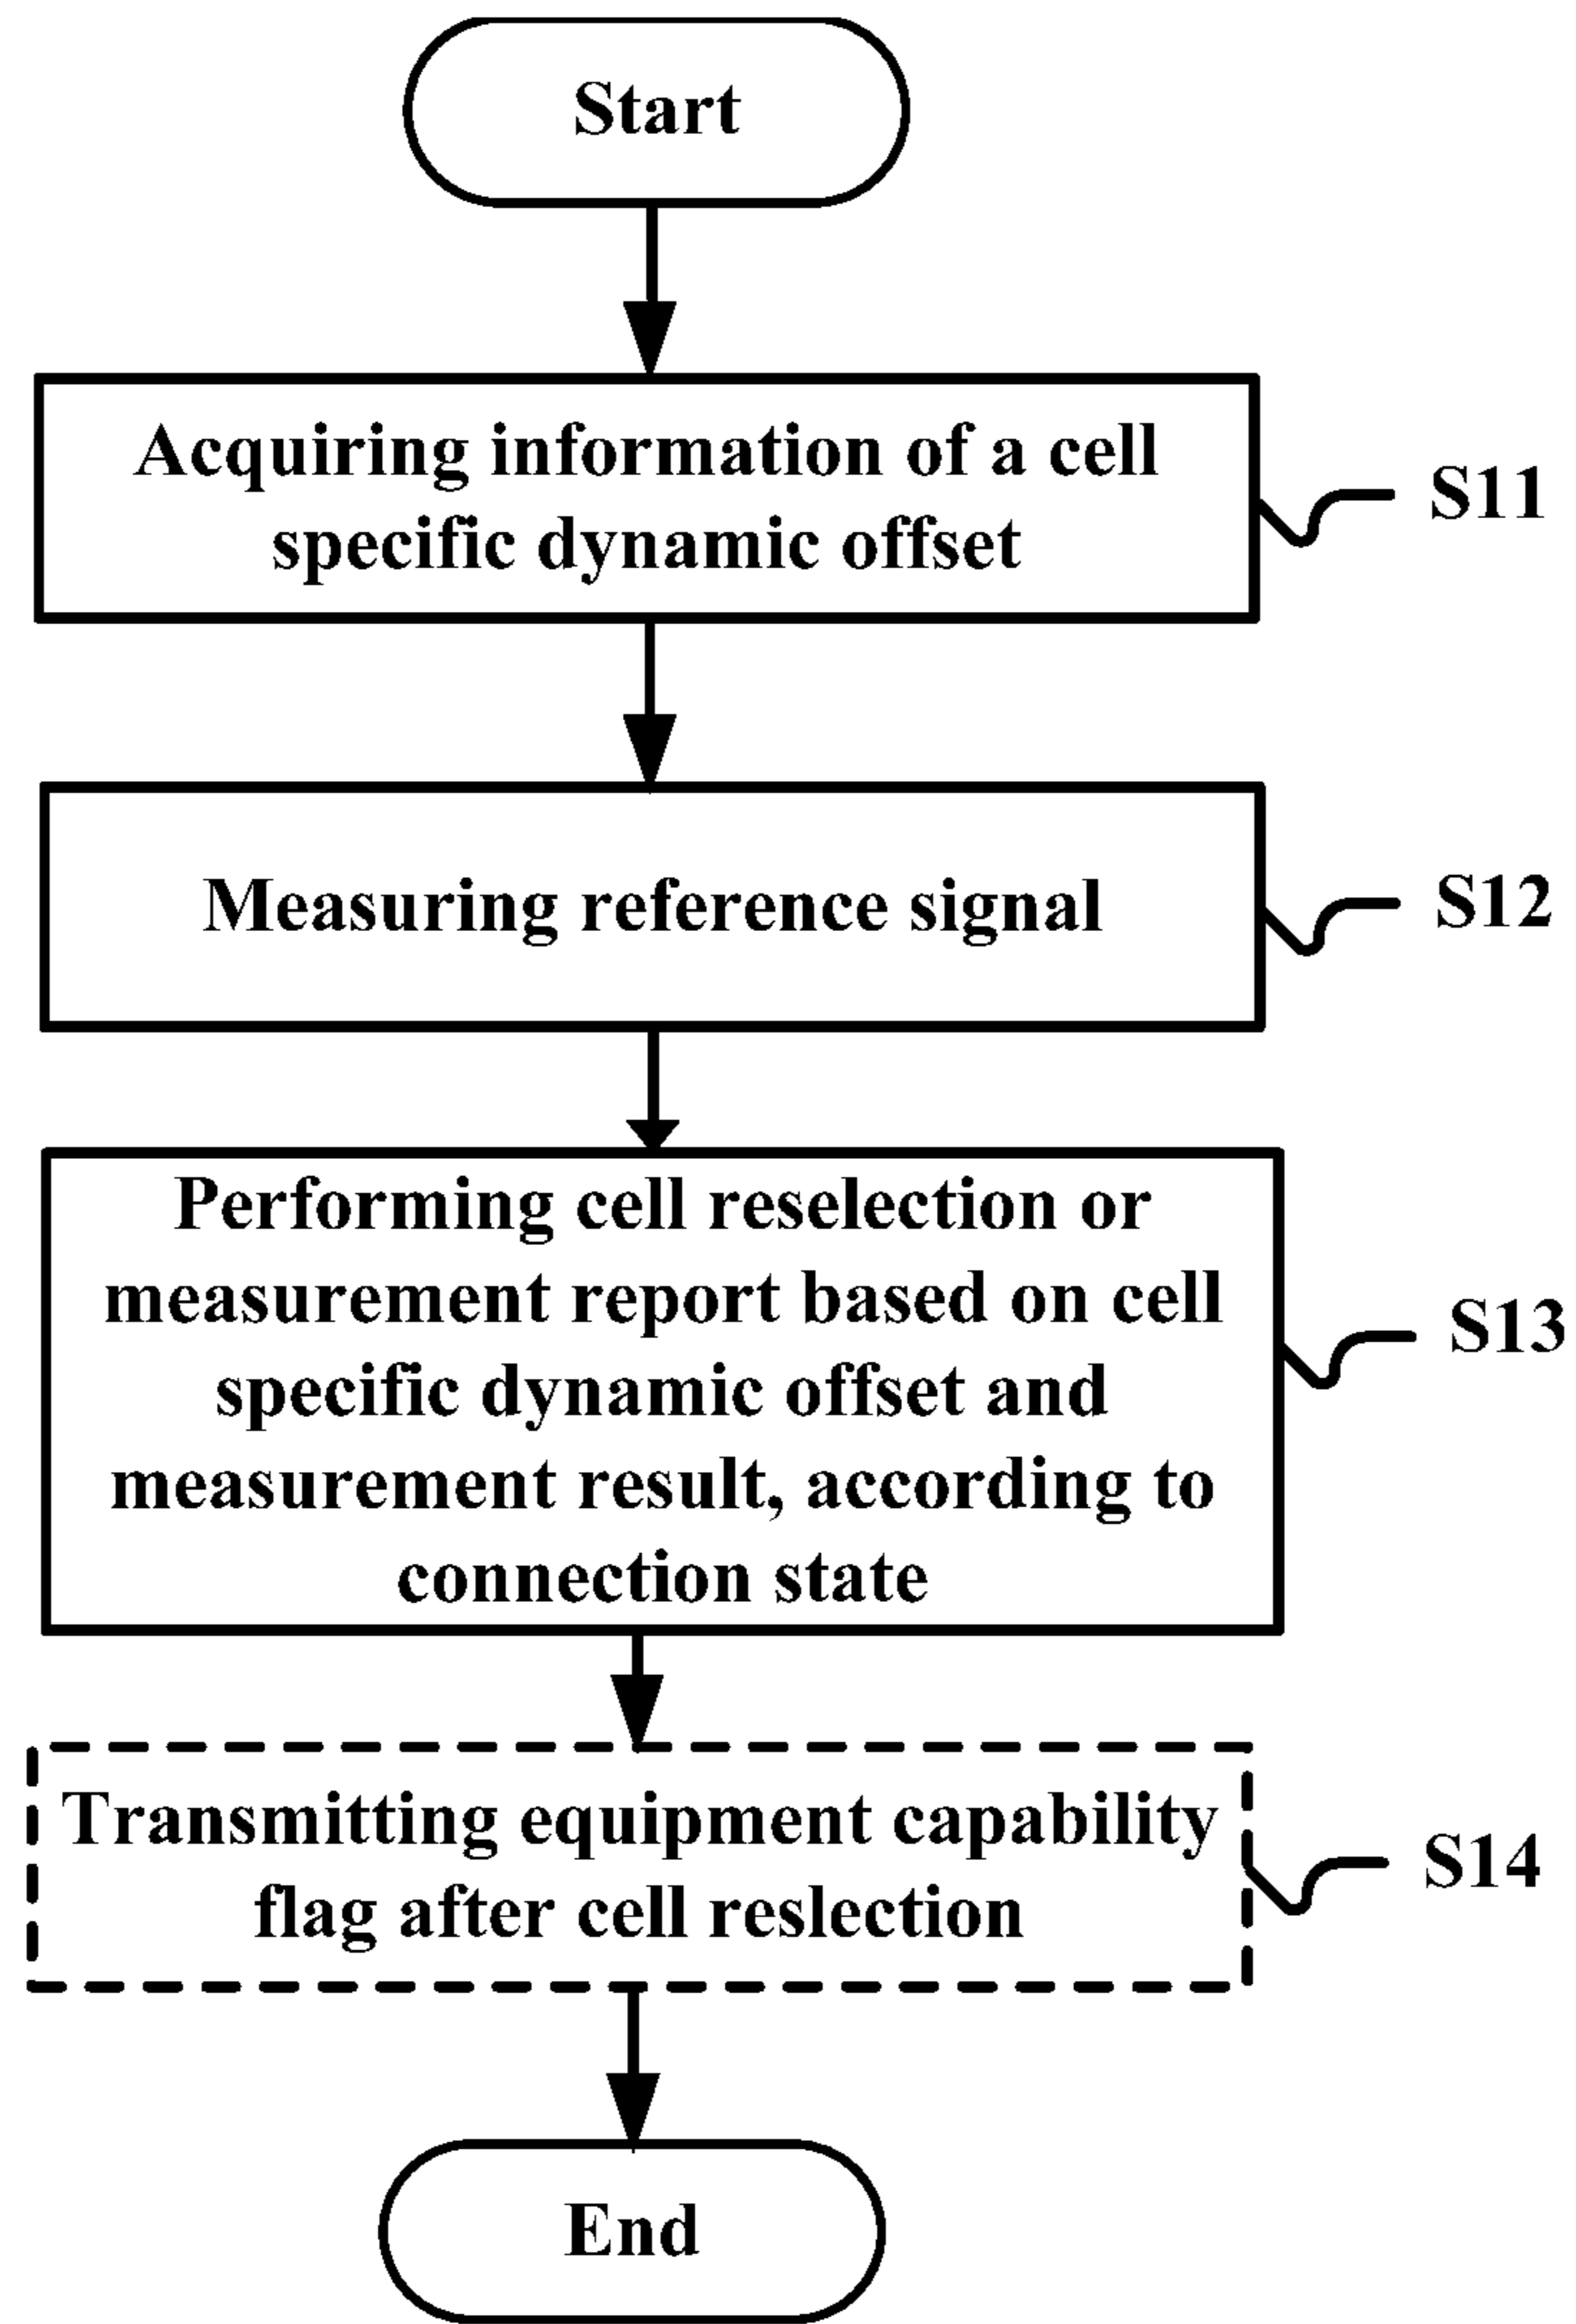 Start
Acquiring information of a cell
specific dynamic offset
S11
Measuring reference signal
S12
Performing cell reselection or
measurement report based on cell
specific dynamic offset and
measurement result, according to
connection state
S13
Transmitting equipment capability
flag after cell reslection
S14
End